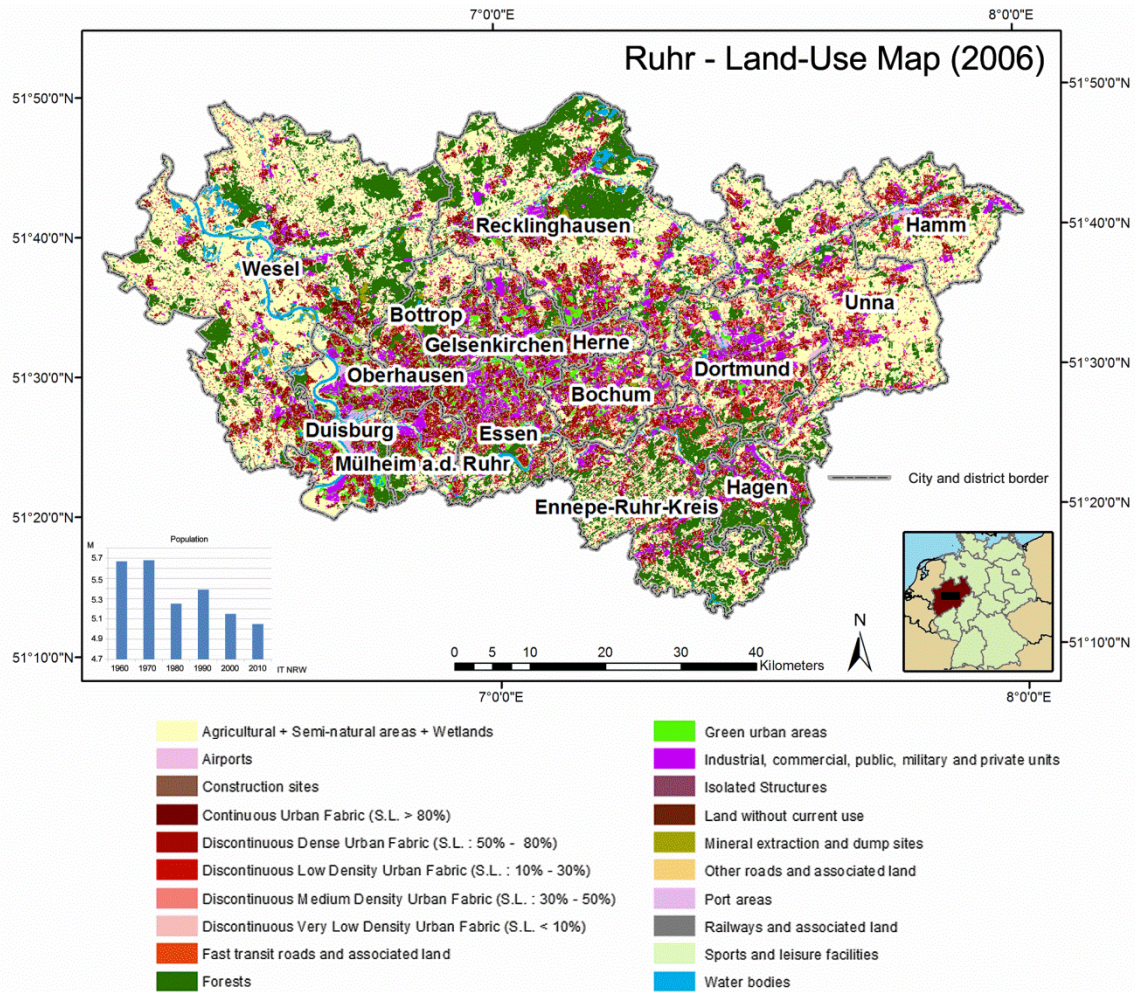 7°0'0"E
8°0'0"E
Ruhr - Land-Use Map (2006)
51°50'0"N
51°50'0"N
51°40'0"N
51°40'0"N
51°30'0"N
51°30'0"N
51°20'0"N
51°20'0"N
51°10'0"N
51°10'0"N
Recklinghausen
Hamm
Wesel
Unna
Bottrop
Gelsenkirchen
Herne
Oberhausen
Dortmund
Bochum
Duisburg
Essen
Mülheim a.d. Ruhr
Hagen
Ennepe-Ruhr-Kreis
City and district border
Population
M
5.7
5.5
5.3
5.1
4.9
4.7
1960 1970 1980 1990 2000 2010 IT NRW
N
0 5 10 20 30 40 Kilometers
7°0'0"E
8°0'0"E
Agricultural + Semi-natural areas + Wetlands
Airports
Construction sites
Continuous Urban Fabric (S.L. > 80%)
Discontinuous Dense Urban Fabric (S.L. : 50% - 80%)
Discontinuous Low Density Urban Fabric (S.L. : 10% - 30%)
Discontinuous Medium Density Urban Fabric (S.L. : 30% - 50%)
Discontinuous Very Low Density Urban Fabric (S.L. < 10%)
Fast transit roads and associated land
Forests
Green urban areas
Industrial, commercial, public, military and private units
Isolated Structures
Land without current use
Mineral extraction and dump sites
Other roads and associated land
Port areas
Railways and associated land
Sports and leisure facilities
Water bodies